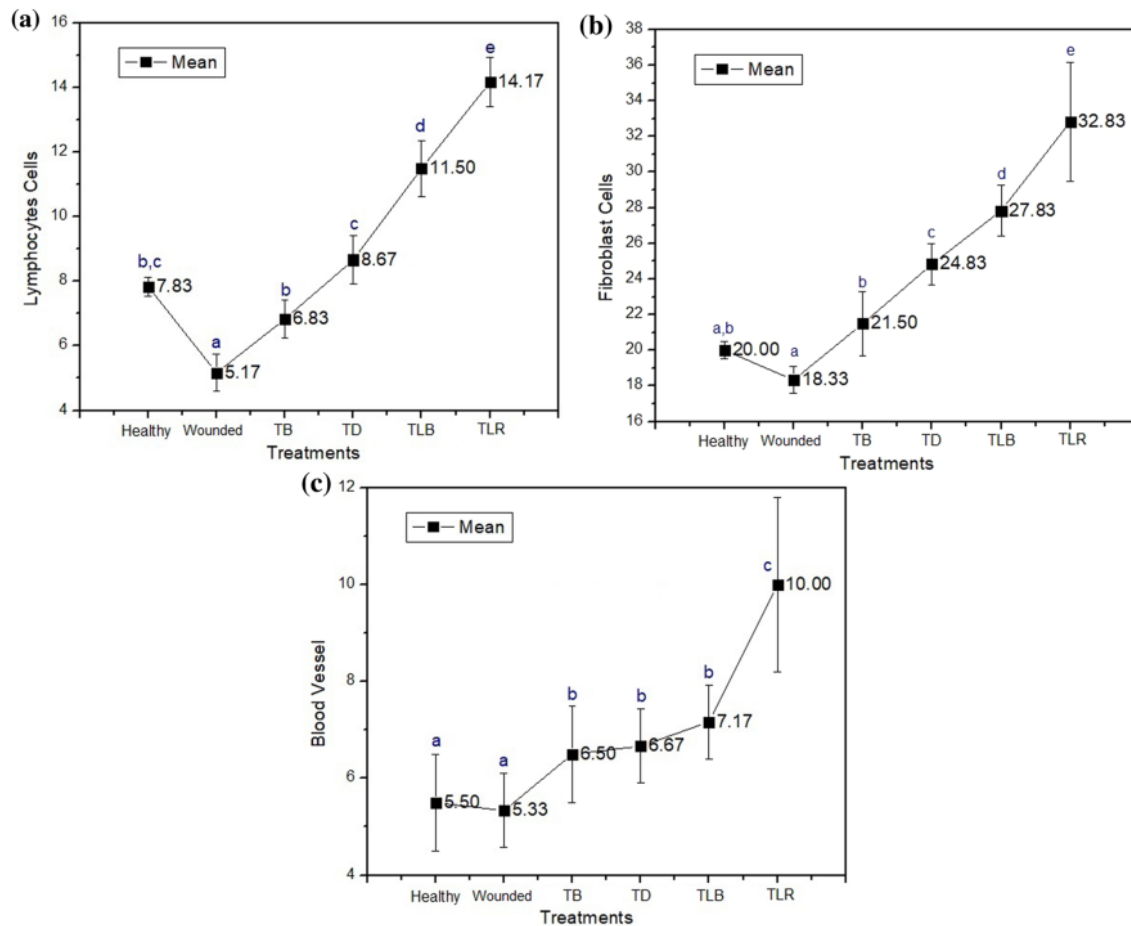 (a)
16
14
12
10
8
6
4
Lymphocytes Cells
Mean
b,c
7.83
a
5.17
b
6.83
c
8.67
d
11.50
e
14.17
Healthy Wounded TB TD TLB TLR
Treatments
(b)
38
36
34
32
30
28
26
24
22
20
18
16
Fibroblast Cells
Mean
a,b
20.00
a
18.33
b
21.50
c
24.83
d
27.83
e
32.83
Healthy Wounded TB TD TLB TLR
Treatments
(c)
12
10
8
6
4
Blood Vessel
Mean
a
5.50
a
5.33
b
6.50
b
6.67
b
7.17
c
10.00
Healthy Wounded TB TD TLB TLR
Treatments